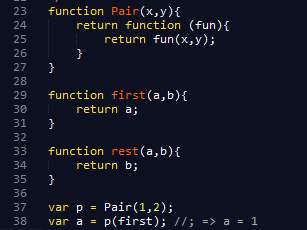 23 function Pair(x,y){
24     return function (fun){
25         return fun(x,y);
26     }
27 }
28
29 function first(a,b){
30     return a;
31 }
32
33 function rest(a,b){
34     return b;
35 }
36
37 var p = Pair(1,2);
38 var a = p(first); //; => a = 1